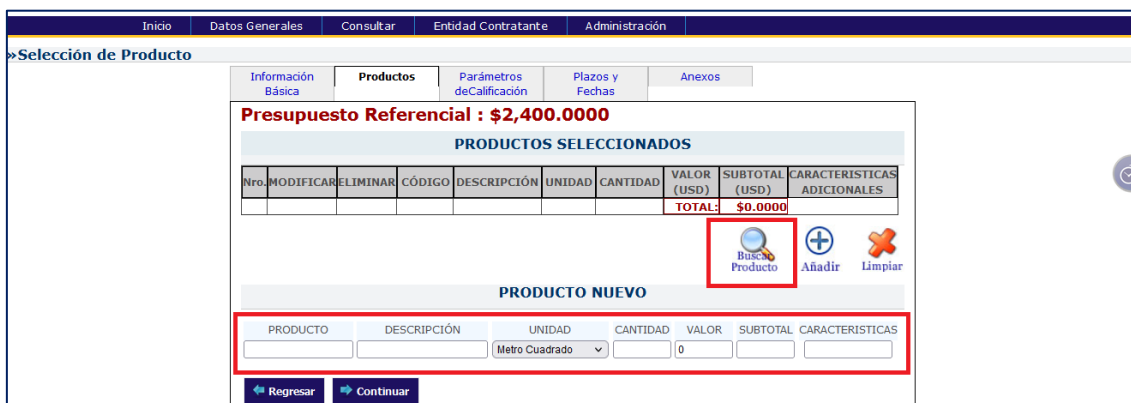 Inicio Datos Generales Consultar Entidad Contratante Administración
»Selección de Producto
Información Básica Productos Parámetros deCalificación Plazos y Fechas Anexos
Presupuesto Referencial : $2,400.0000
PRODUCTOS SELECCIONADOS
Nro. MODIFICAR ELIMINAR CÓDIGO DESCRIPCIÓN UNIDAD CANTIDAD VALOR (USD) SUBTOTAL (USD) CARACTERISTICAS ADICIONALES
TOTAL: $0.0000
Buscar Producto Añadir Limpiar
PRODUCTO NUEVO
PRODUCTO DESCRIPCIÓN UNIDAD CANTIDAD VALOR SUBTOTAL CARACTERISTICAS
Metro Cuadrado 0
Regresar Continuar